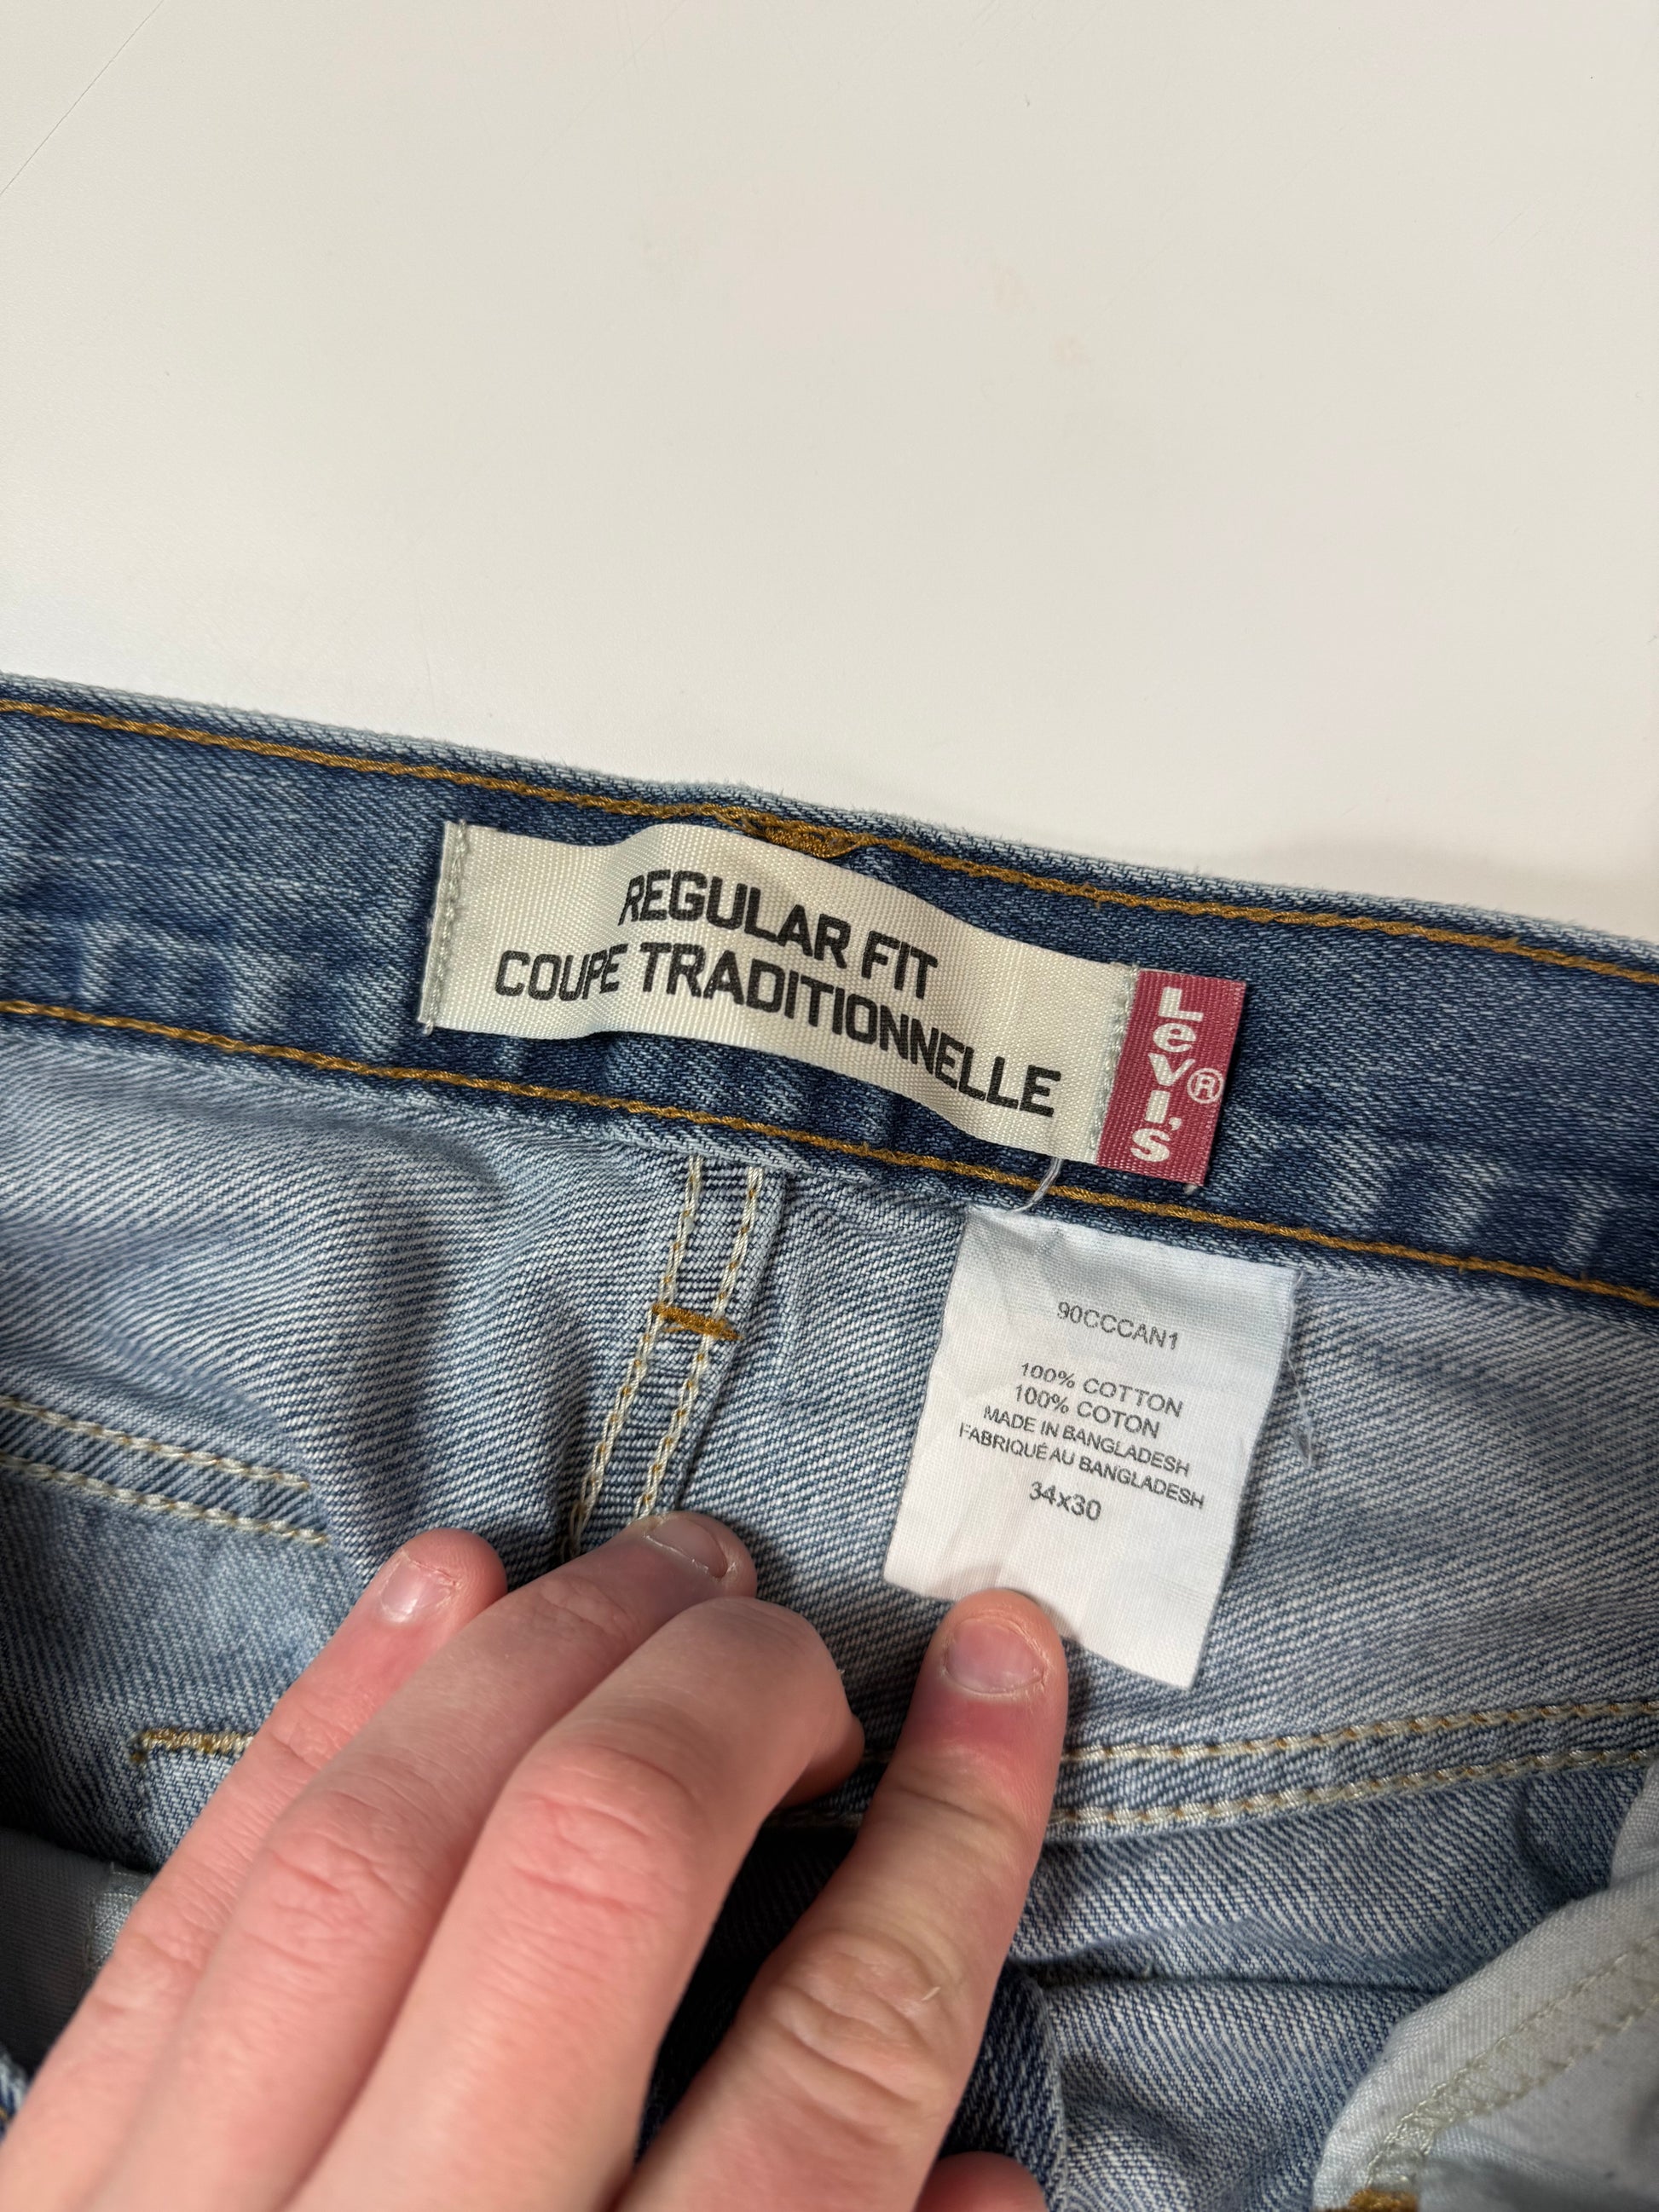 REGULAR FIT
COUPE TRADITIONNELLE
Levi's®
90CCCAN1
100% COTTON
100% COTON
MADE IN BANGLADESH
FABRIQUÉ AU BANGLADESH
34x30